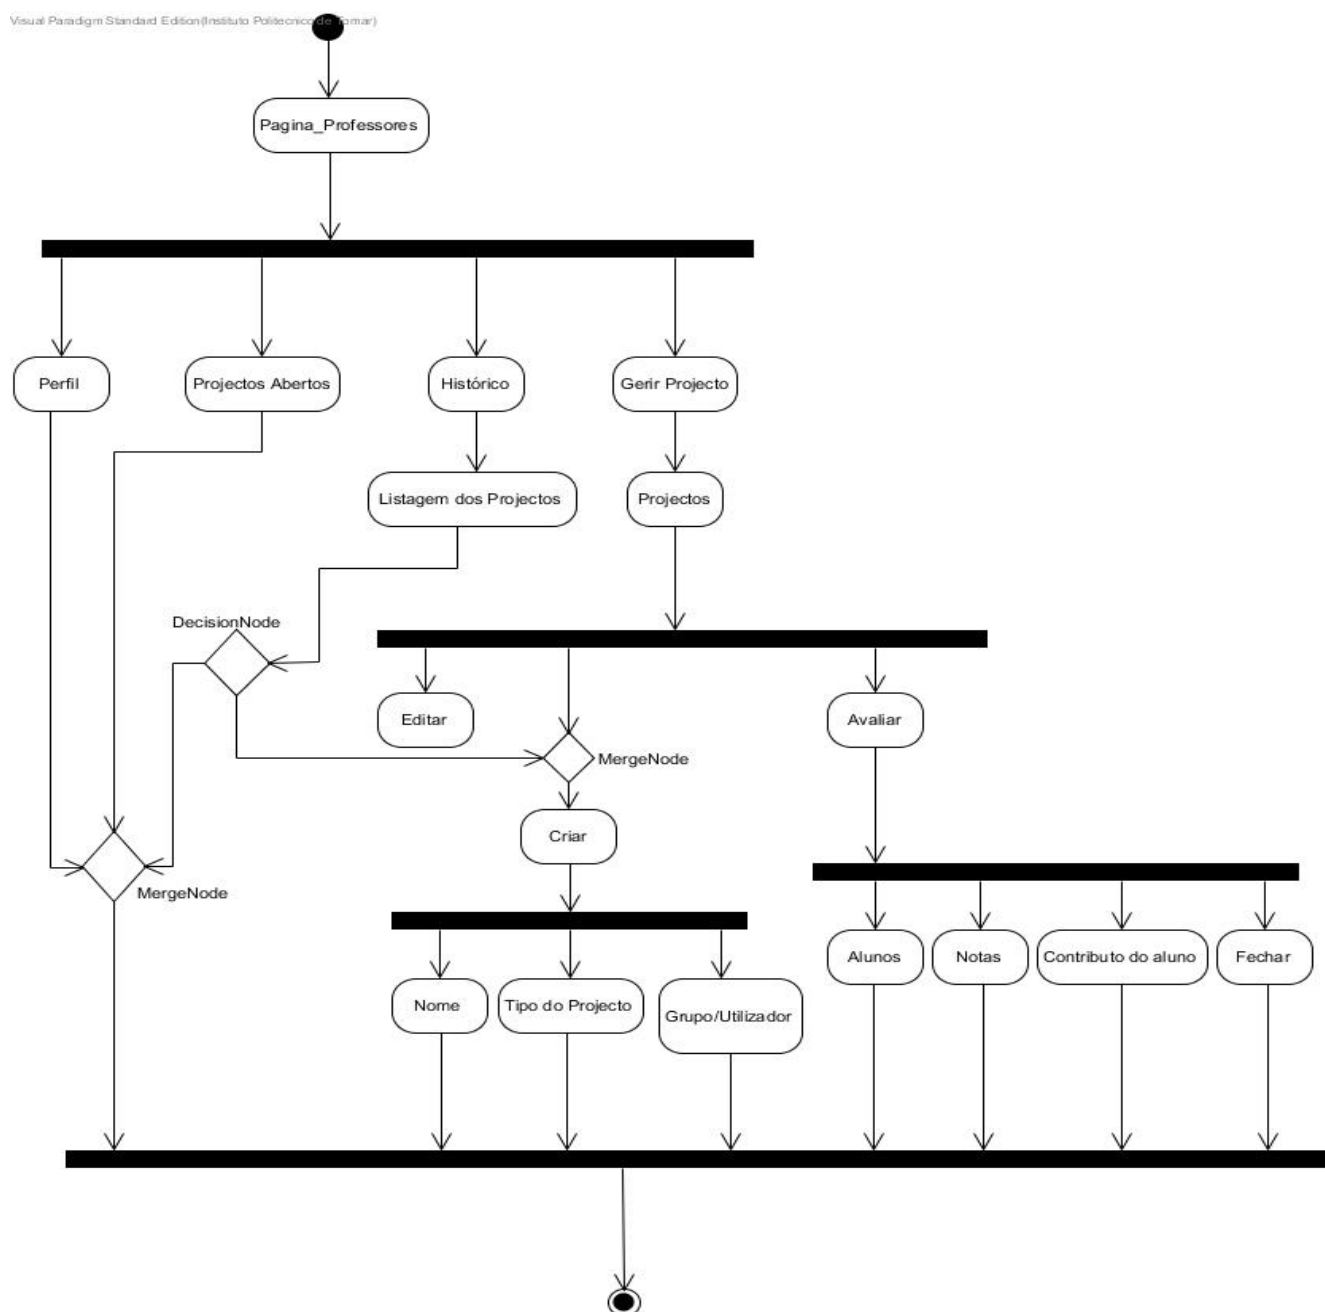 Visual Paradigm Standard Edition(Instituto Politecnico de Tomar)
Pagina_Professores
Perfil
Projectos Abertos
Histórico
Gerir Projecto
Listagem dos Projectos
Projectos
DecisionNode
Editar
Avaliar
MergeNode
Criar
MergeNode
Alunos
Notas
Contributo do aluno
Fechar
Nome
Tipo do Projecto
Grupo/Utilizador